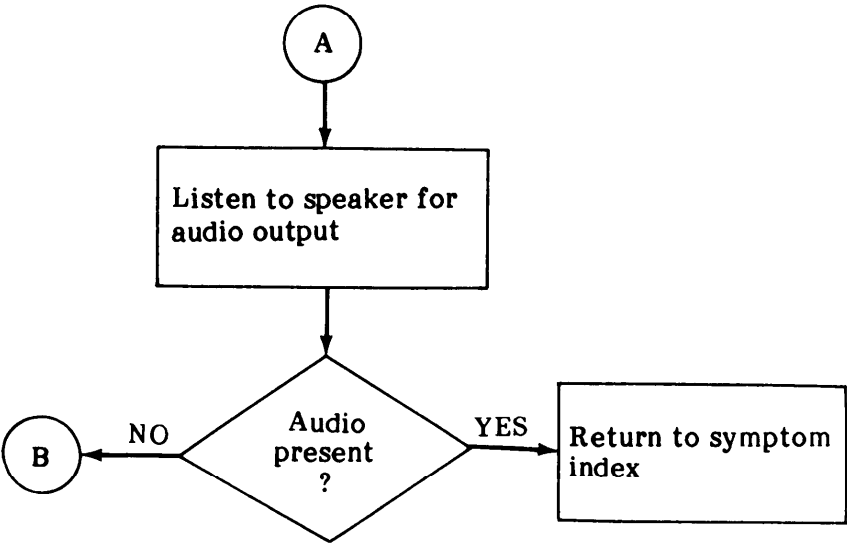 A
Listen to speaker for
audio output
Audio
present
?
NO
B
YES
Return to symptom
index